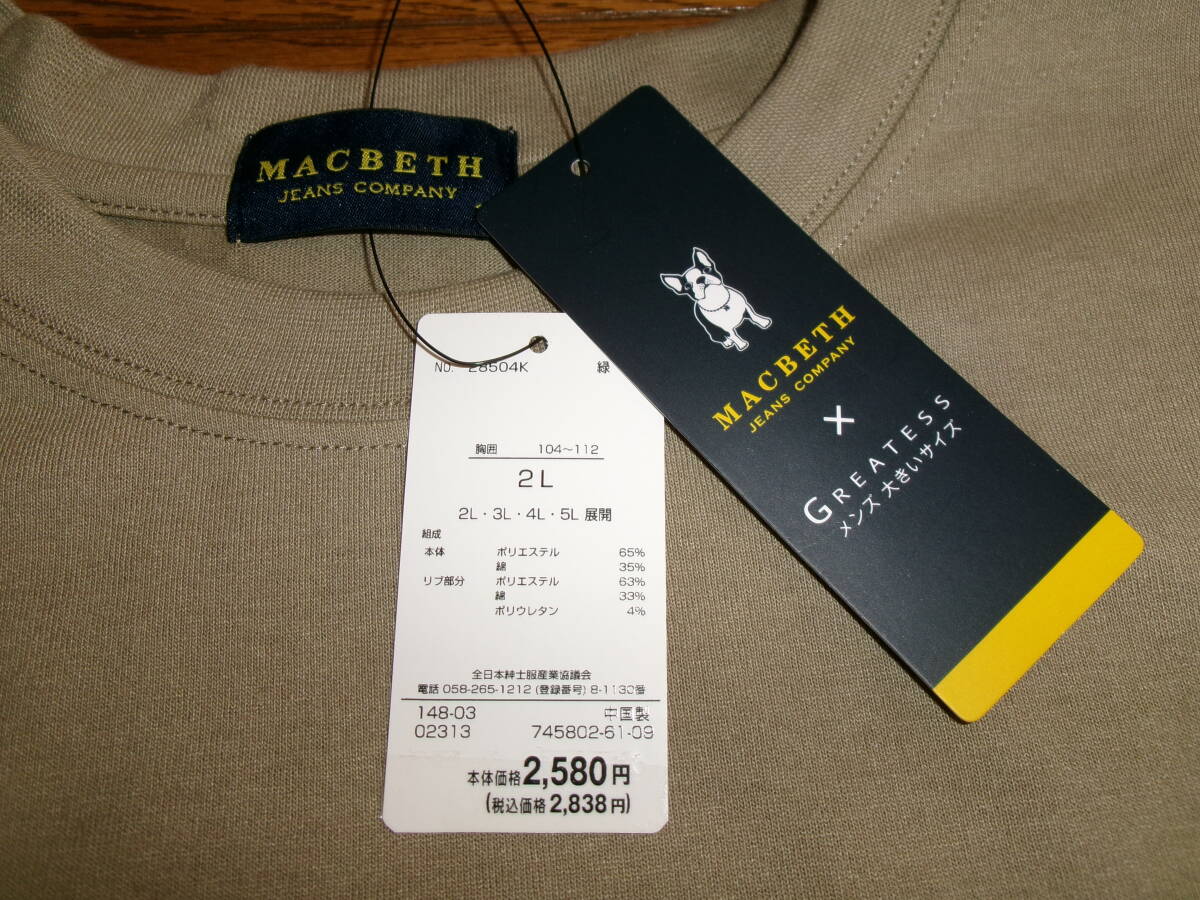 MACBETH
JEANS COMPANY
MACBETH
JEANS COMPANY
×
GREATESS
メンズ 大きいサイズ
NO. 28504K 緑
胸囲 104〜112
2L
2L・3L・4L・5L 展開
組成
本体 ポリエステル 65%
綿 35%
リブ部分 ポリエステル 63%
綿 33%
ポリウレタン 4%
全日本紳士服産業協議会
電話 058-265-1212 (登録番号) 8-1130番
148-03 中国製
02313 745802-61-09
本体価格2,580円
(税込価格2,838円)